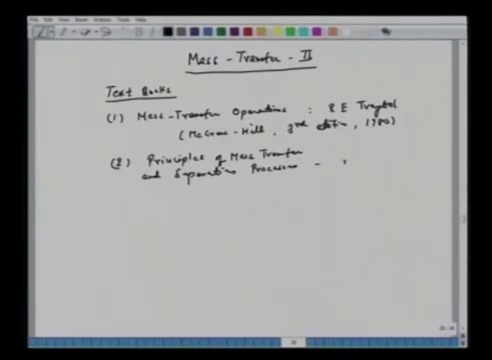 Mass - Transfer - II
Text Books
(1) Mass-Transfer Operations : R E Treybal
(McGraw-Hill, 3rd edition, 1980)
(2) Principles of Mass Transfer
and Separation Processes -